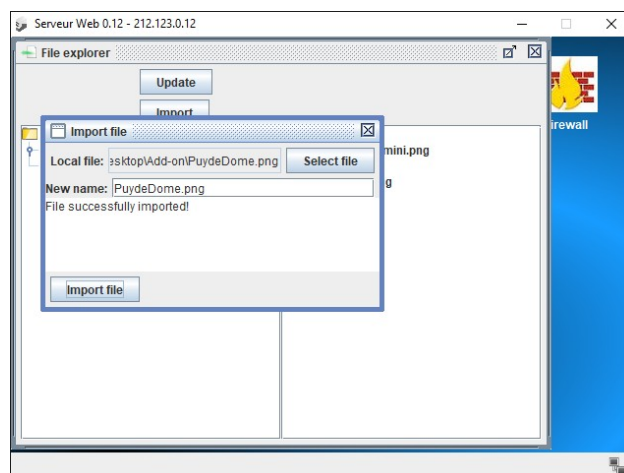 Serveur Web 0.12 - 212.123.0.12
File explorer
Update
Import
irewall
Import file
mini.png
Local file: esktop\Add-on\PuydeDome.png Select file
g
New name: PuydeDome.png
File successfully imported!
Import file